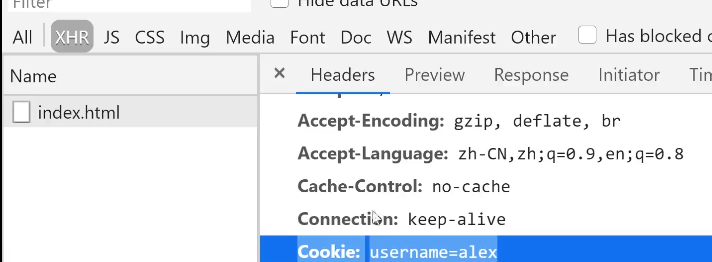 Filter
Hide data URLs
All XHR JS CSS Img Media Font Doc WS Manifest Other Has blocked
Name × Headers Preview Response Initiator
index.html
Accept-Encoding: gzip, deflate, br
Accept-Language: zh-CN,zh;q=0.9,en;q=0.8
Cache-Control: no-cache
Connection: keep-alive
Cookie: username=alex